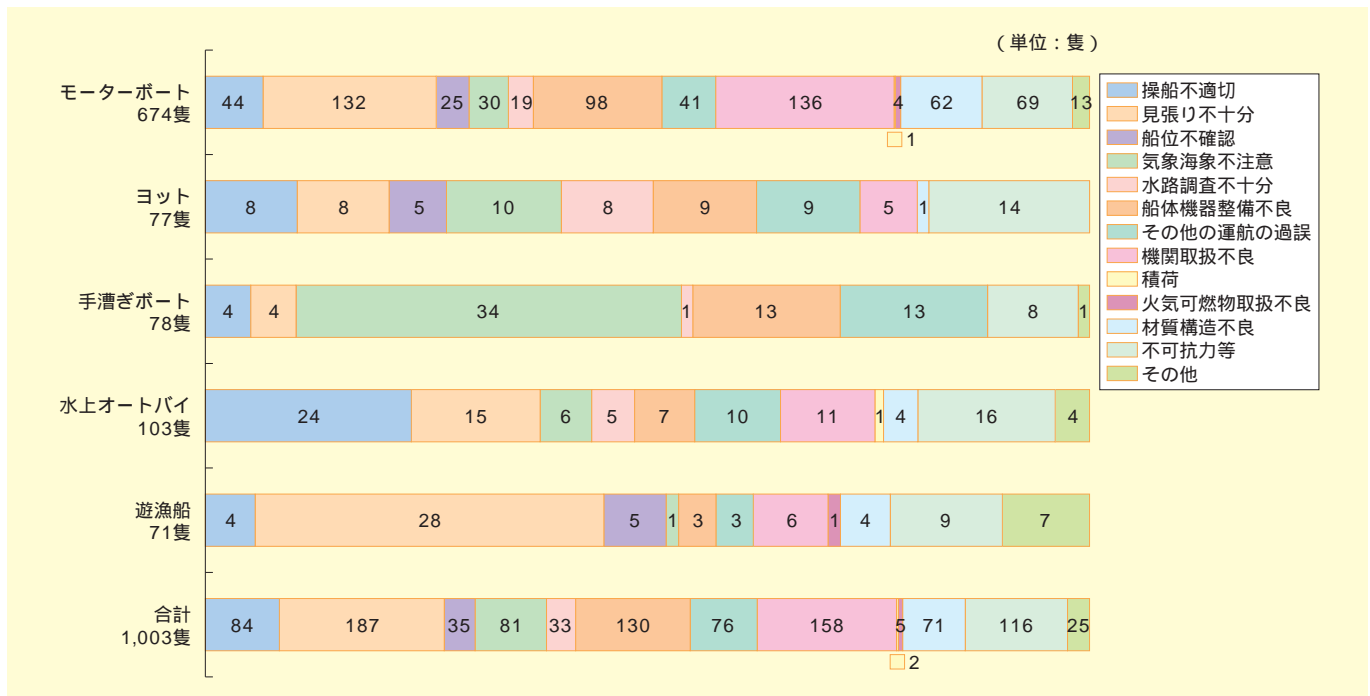 （単位：隻）
モーターボート
674隻
44 132 25 30 19 98 41 136 4 62 69 13
1
ヨット
77隻
8 8 5 10 8 9 9 5 1 14
手漕ぎボート
78隻
4 4 34 1 13 13 8 1
水上オートバイ
103隻
24 15 6 5 7 10 11 1 4 16 4
遊漁船
71隻
4 28 5 1 3 3 6 1 4 9 7
合計
1,003隻
84 187 35 81 33 130 76 158 5 71 116 25
2
操船不適切
見張り不十分
船位不確認
気象海象不注意
水路調査不十分
船体機器整備不良
その他の運航の過誤
機関取扱不良
積荷
火気可燃物取扱不良
材質構造不良
不可抗力等
その他